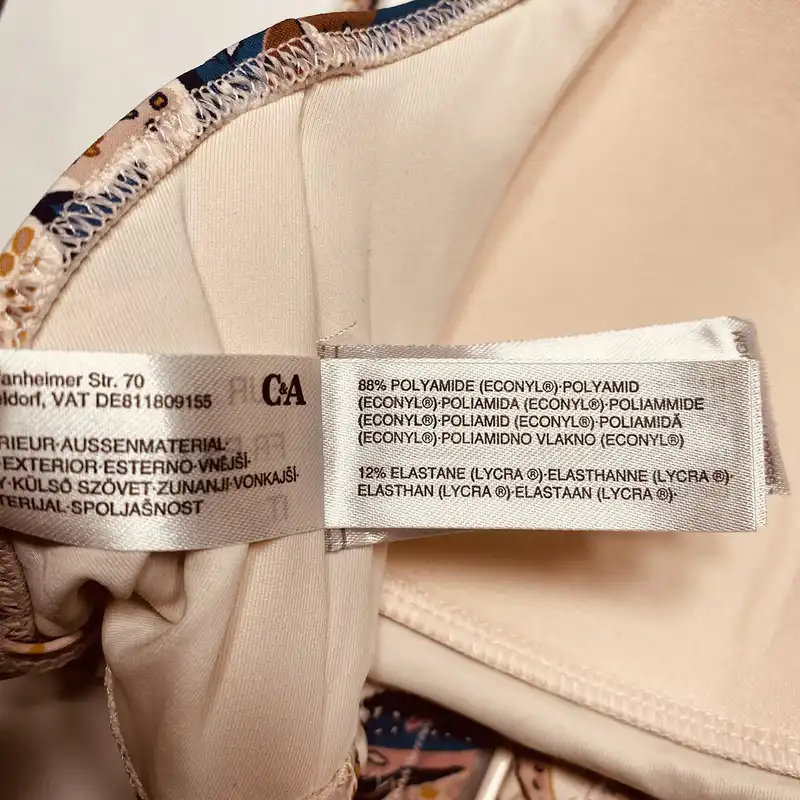 anheimer Str. 70
eldorf, VAT DE811809155
C&A
RIEUR·AUSSENMATERIAL·
EXTERIOR·ESTERNO·VNĚJŠÍ·
Y·KÜLSŐ SZÖVET·ZUNANJI·VONKAJŠÍ·
TERIJAL·SPOLJAŠNOST
88% POLYAMIDE (ECONYL®)·POLYAMID
(ECONYL®)·POLIAMIDA (ECONYL®)·POLIAMMIDE
(ECONYL®)·POLIAMID (ECONYL®)·POLIAMIDĂ
(ECONYL®)·POLIAMIDNO VLAKNO (ECONYL®)
12% ELASTANE (LYCRA ®)·ELASTHANNE (LYCRA ®)·
ELASTHAN (LYCRA ®)·ELASTAAN (LYCRA ®)·